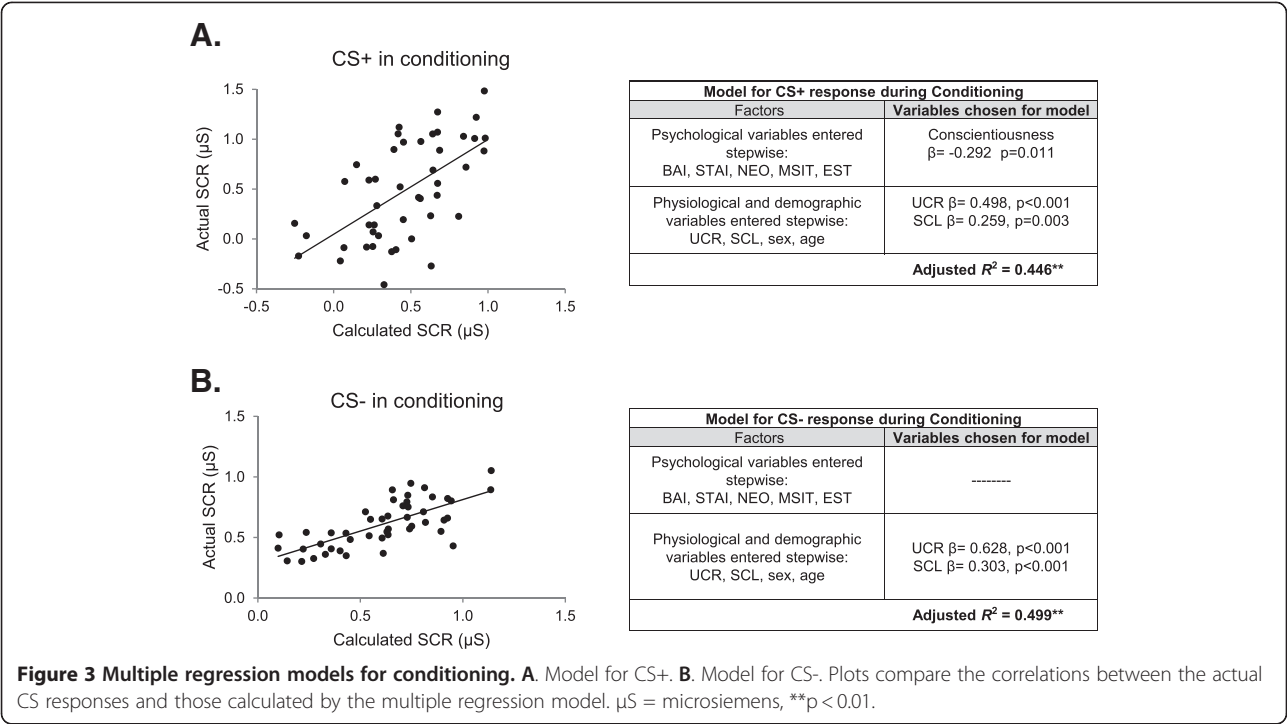 A.
CS+ in conditioning
1.5
1.0
0.5
0.0
-0.5
Actual SCR (µS)
-0.5 0.0 0.5 1.0 1.5
Calculated SCR (µS)
Model for CS+ response during Conditioning
Factors Variables chosen for model
Psychological variables entered
stepwise:
BAI, STAI, NEO, MSIT, EST
Conscientiousness
β= -0.292 p=0.011
Physiological and demographic
variables entered stepwise:
UCR, SCL, sex, age
UCR β= 0.498, p<0.001
SCL β= 0.259, p=0.003
Adjusted R² = 0.446**
B.
CS- in conditioning
1.5
1.0
0.5
0.0
Actual SCR (µS)
0.0 0.5 1.0 1.5
Calculated SCR (µS)
Model for CS- response during Conditioning
Factors Variables chosen for model
Psychological variables entered
stepwise:
BAI, STAI, NEO, MSIT, EST
--------
Physiological and demographic
variables entered stepwise:
UCR, SCL, sex, age
UCR β= 0.628, p<0.001
SCL β= 0.303, p<0.001
Adjusted R² = 0.499**
Figure 3 Multiple regression models for conditioning. A. Model for CS+. B. Model for CS-. Plots compare the correlations between the actual
CS responses and those calculated by the multiple regression model. µS = microsiemens, **p < 0.01.